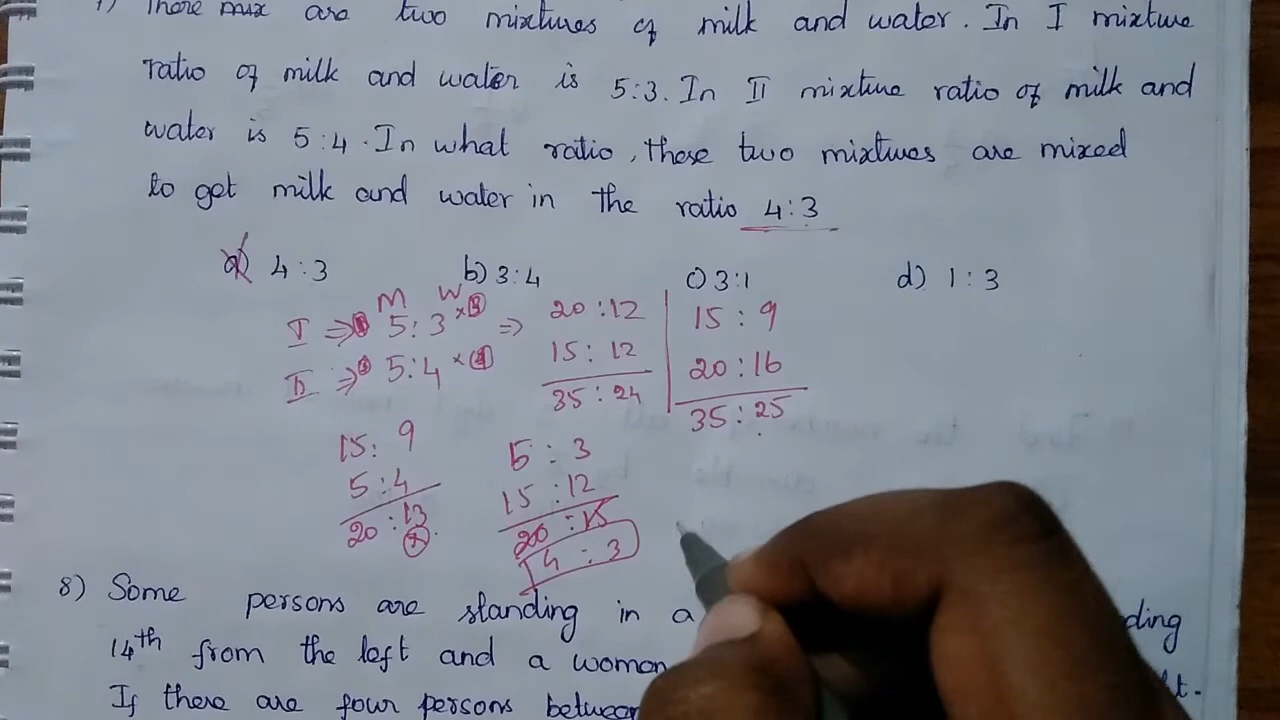 There mix are two mixtures of milk and water. In I mixture
ratio of milk and water is 5:3. In II mixture ratio of milk and
water is 5:4. In what ratio, these two mixtures are mixed
to get milk and water in the ratio 4:3
a) 4:3 b) 3:4 c) 3:1 d) 1:3
M W
I ⇒ 5:3 ×3 ⇒ 20:12 15:9
II ⇒ 5:4 ×4 15:12 20:16
35:24 35:25
15:9 5:3
5:4 15:12
20:13 20:15
4:3
8) Some persons are standing in a ding
14th from the left and a woman
If there are four persons between